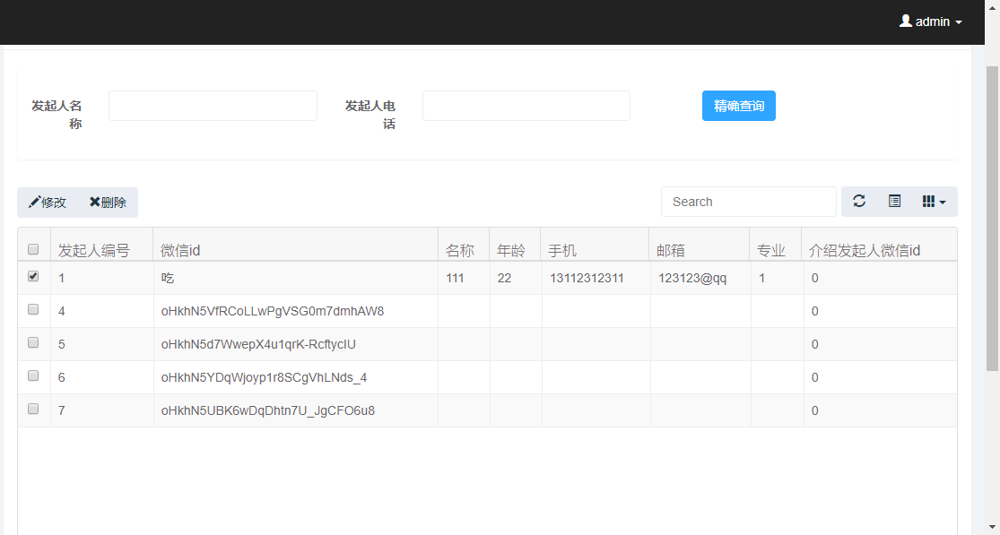 admin
发起人名称
发起人电话
精确查询
修改 删除
Search
发起人编号 微信id 名称 年龄 手机 邮箱 专业 介绍发起人微信id
1 吃 111 22 13112312311 123123@qq 1 0
4 oHkhN5VfRCoLLwPgVSG0m7dmhAW8 0
5 oHkhN5d7WwepX4u1qrK-RcftycIU 0
6 oHkhN5YDqWjoyp1r8SCgVhLNds_4 0
7 oHkhN5UBK6wDqDhtn7U_JgCFO6u8 0